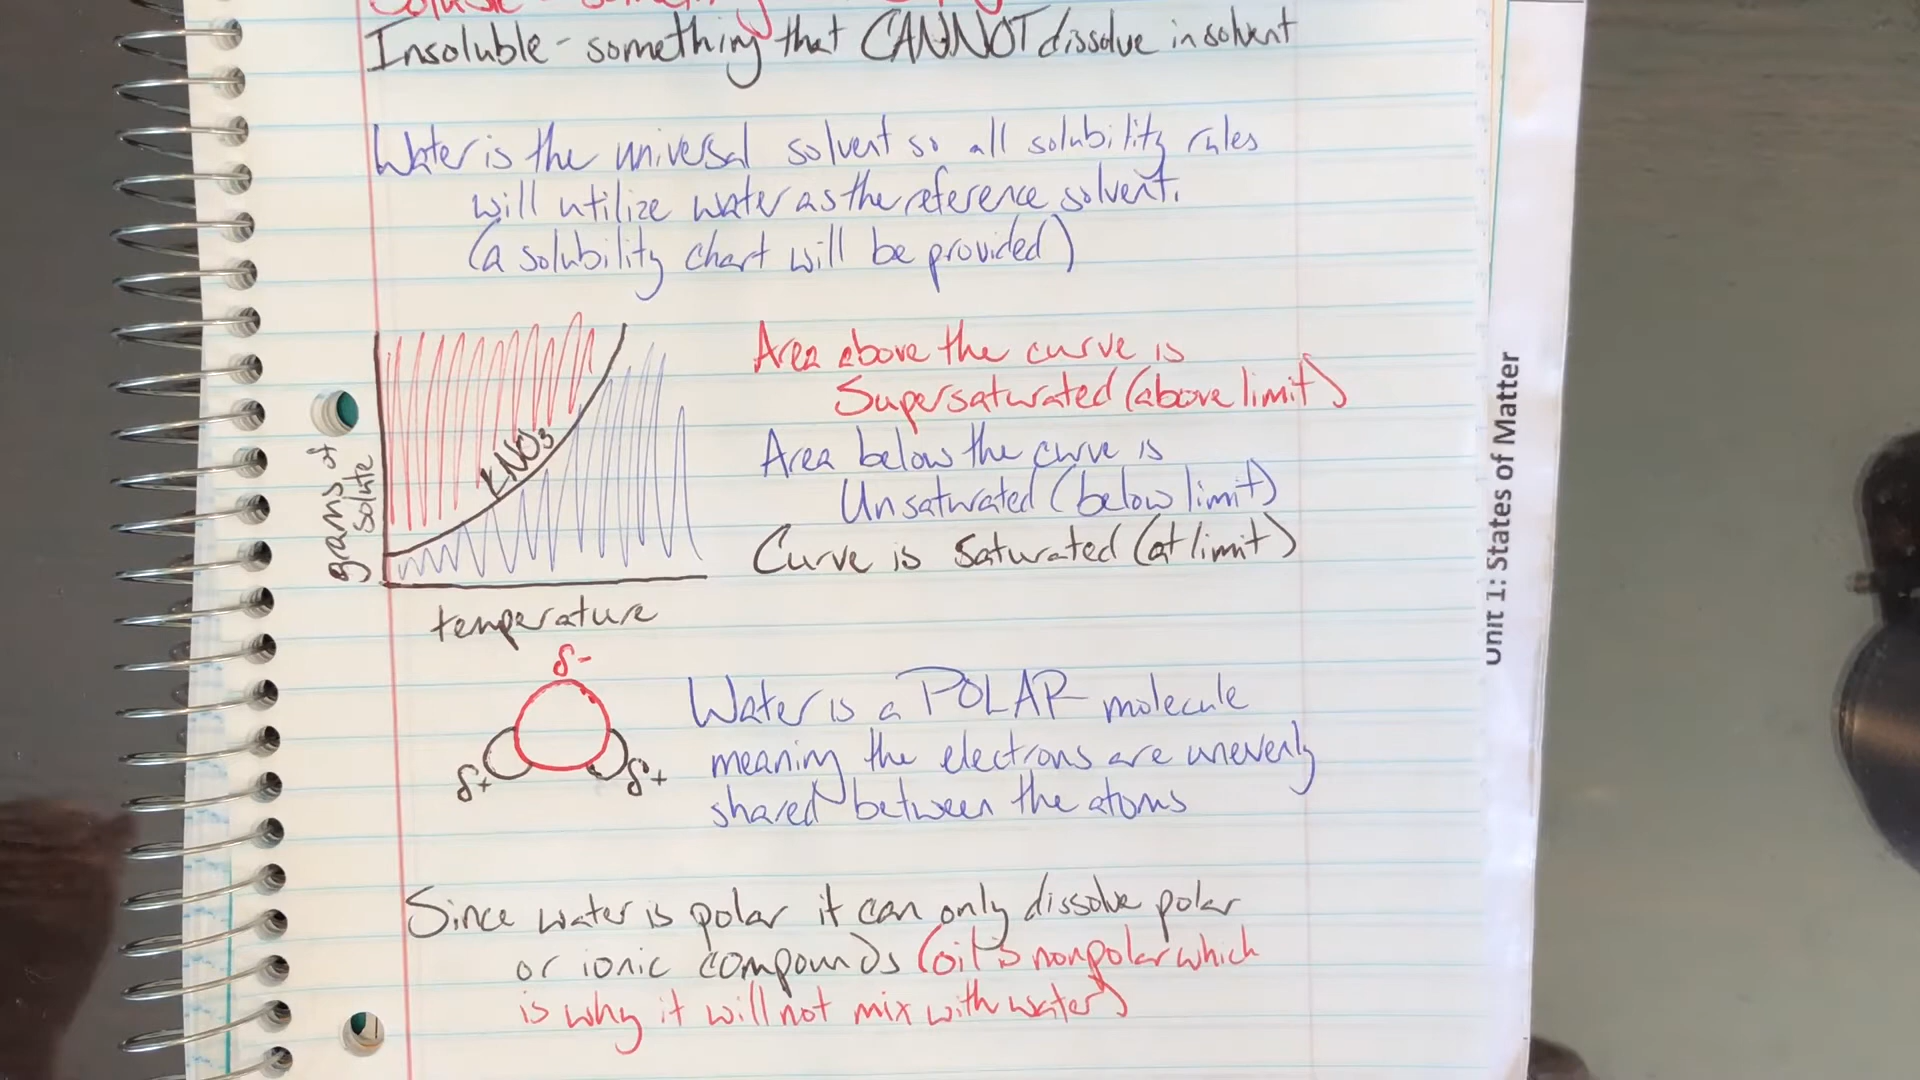 Soluble - something
Insoluble - something that CANNOT dissolve in solvent
Water is the universal solvent so all solubility rules
will utilize water as the reference solvent.
(a solubility chart will be provided)
grams of
solute
KNO3
temperature
Area above the curve is
Supersaturated (above limit)
Area below the curve is
Unsaturated (below limit)
Curve is saturated (at limit)
δ-
δ+
δ+
Water is a POLAR molecule
meaning the electrons are unevenly
shared between the atoms
Since water is polar it can only dissolve polar
or ionic compounds (oil is nonpolar which
is why it will not mix with water)
Unit 1: States of Matter